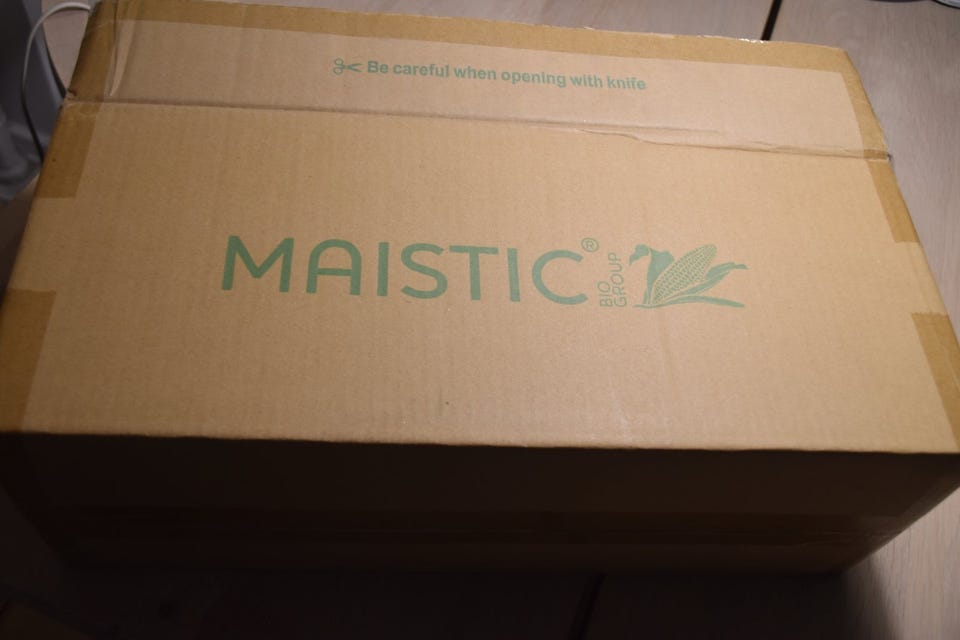 Be careful when opening with knife
MAISTIC®
BIO
GROUP